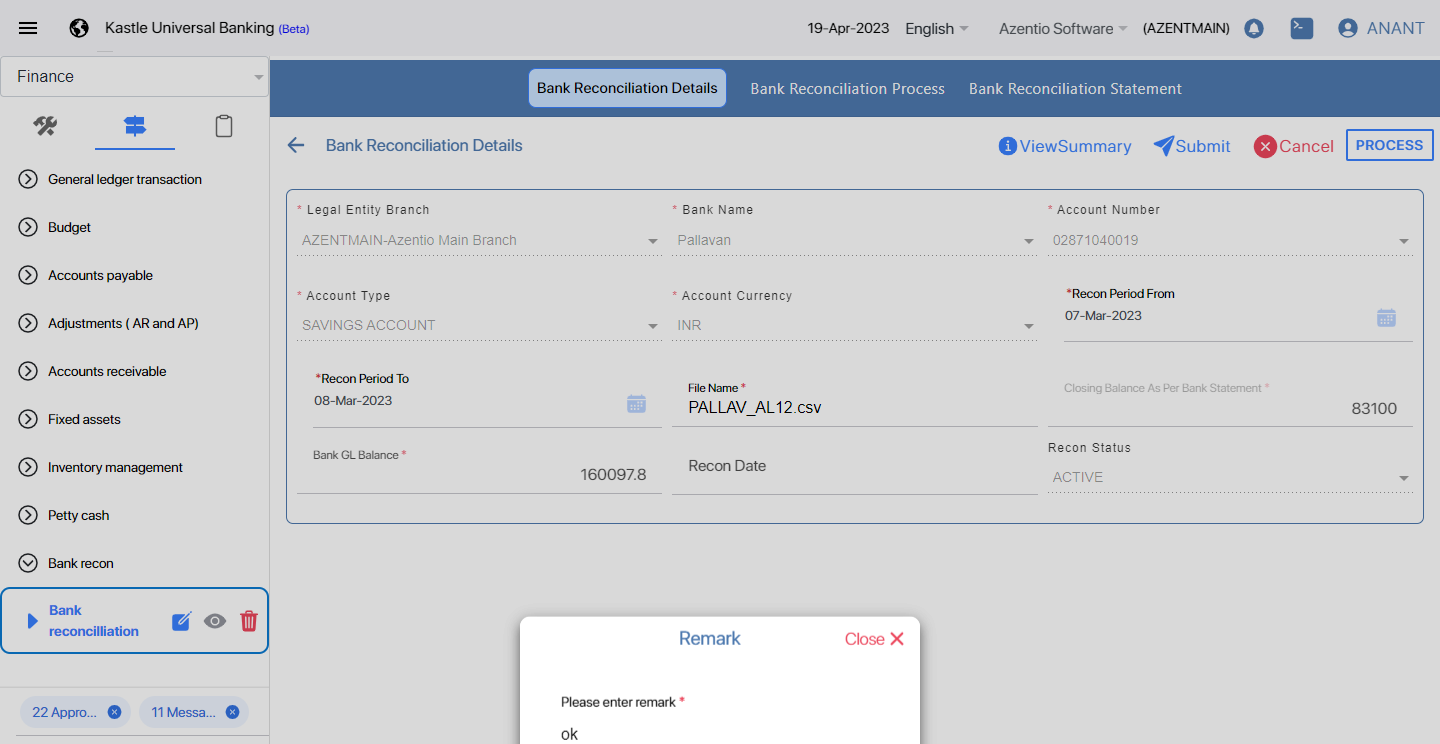 Kastle Universal Banking (Beta)
19-Apr-2023 English Azentio Software (AZENTMAIN) ANANT
Finance
Bank Reconciliation Details Bank Reconciliation Process Bank Reconciliation Statement
Bank Reconciliation Details
ViewSummary Submit Cancel PROCESS
General ledger transaction
Budget
Accounts payable
Adjustments ( AR and AP)
Accounts receivable
Fixed assets
Inventory management
Petty cash
Bank recon
Bank
reconcilliation
22 Appro... 11 Messa...
* Legal Entity Branch * Bank Name * Account Number
AZENTMAIN-Azentio Main Branch Pallavan 02871040019
* Account Type * Account Currency *Recon Period From
SAVINGS ACCOUNT INR 07-Mar-2023
*Recon Period To File Name * Closing Balance As Per Bank Statement *
08-Mar-2023 PALLAV_AL12.csv 83100
Bank GL Balance * Recon Date Recon Status
160097.8 ACTIVE
Remark Close
Please enter remark *
ok